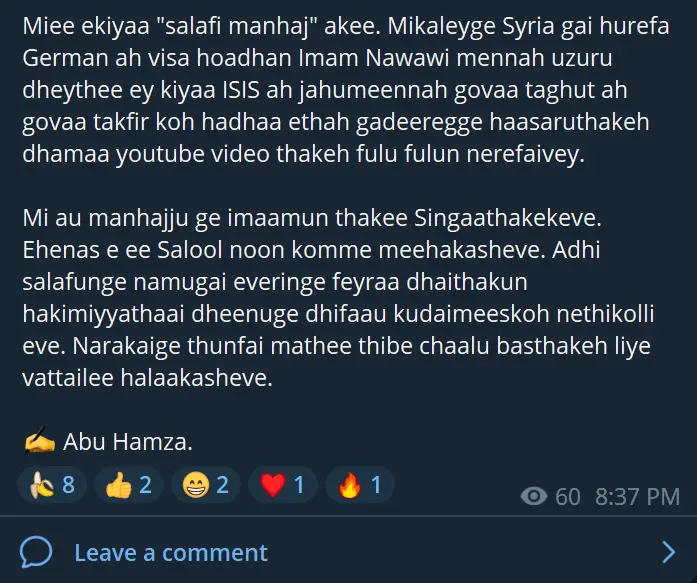 Miee ekiyaa "salafi manhaj" akee. Mikaleyge Syria gai hurefa
German ah visa hoadhan Imam Nawawi mennah uzuru
dheythee ey kiyaa ISIS ah jahumeennah govaa taghut ah
govaa takfir koh hadhaa ethah gadeeregge haasaruthakeh
dhamaa youtube video thakeh fulu fulun nerefaivey.

Mi au manhajju ge imaamun thakee Singaathakekeve.
Ehenas e ee Salool noon komme meehakasheve. Adhi
salafunge namugai everinge feyraa dhaithakun
hakimiyyathaai dheenuge dhifaau kudaimeeskoh nethikolli
eve. Narakaige thunfai mathee thibe chaalu basthakeh liye
vattailee halaakasheve.

✍️ Abu Hamza.
🍌 8 👍 2 😁 2 ❤️ 1 🔥 1 60 8:37 PM
Leave a comment